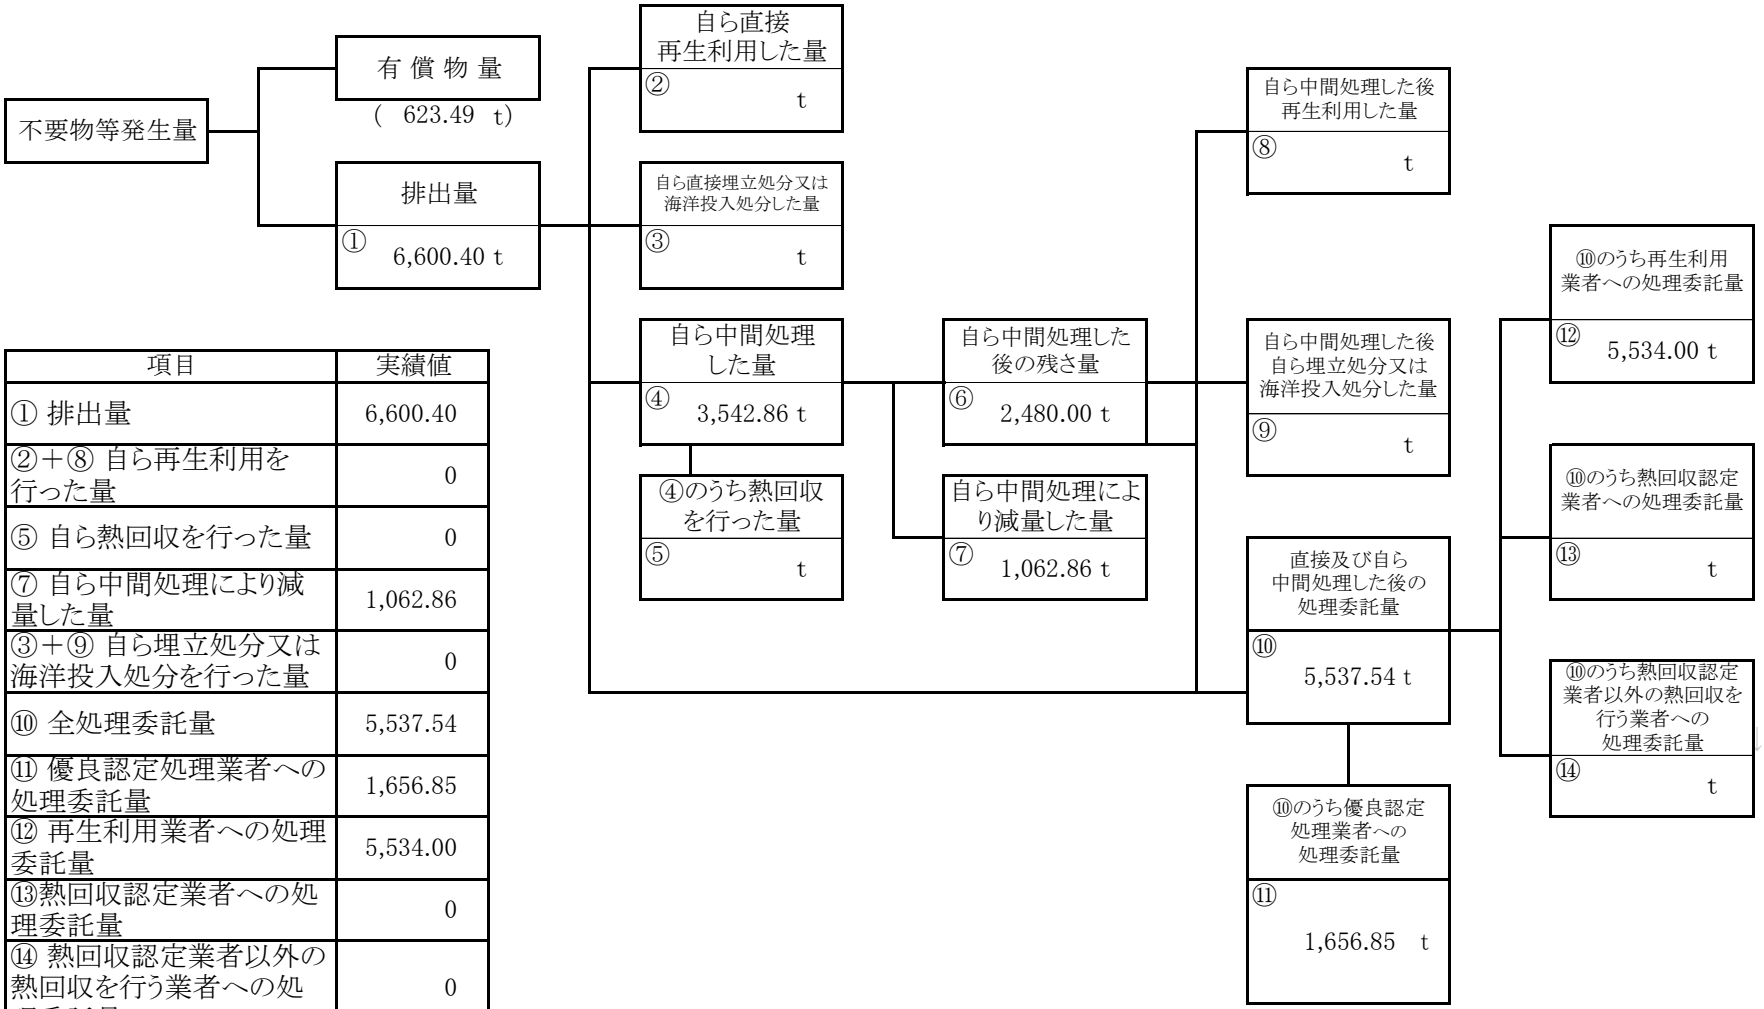 不要物等発生量
有 償 物 量
( 623.49 t)
排出量
①
6,600.40 t
自ら直接
再生利用した量
②
t
自ら直接埋立処分又は
海洋投入処分した量
③
t
自ら中間処理
した量
④
3,542.86 t
④のうち熱回収
を行った量
⑤
t
自ら中間処理した
後の残さ量
⑥
2,480.00 t
自ら中間処理によ
り減量した量
⑦
1,062.86 t
自ら中間処理した後
再生利用した量
⑧
t
自ら中間処理した後
自ら埋立処分又は
海洋投入処分した量
⑨
t
直接及び自ら
中間処理した後の
処理委託量
⑩
5,537.54 t
⑩のうち優良認定
処理業者への
処理委託量
⑪
1,656.85 t
⑩のうち再生利用
業者への処理委託量
⑫
5,534.00 t
⑩のうち熱回収認定
業者への処理委託量
⑬
t
⑩のうち熱回収認定
業者以外の熱回収を
行う業者への
処理委託量
⑭
t
項目 実績値
① 排出量 6,600.40
②＋⑧ 自ら再生利用を
行った量
0
⑤ 自ら熱回収を行った量 0
⑦ 自ら中間処理により減
量した量
1,062.86
③＋⑨ 自ら埋立処分又は
海洋投入処分を行った量
0
⑩ 全処理委託量 5,537.54
⑪ 優良認定処理業者への
処理委託量
1,656.85
⑫ 再生利用業者への処理
委託量
5,534.00
⑬熱回収認定業者への処
理委託量
0
⑭ 熱回収認定業者以外の
熱回収を行う業者への処
0